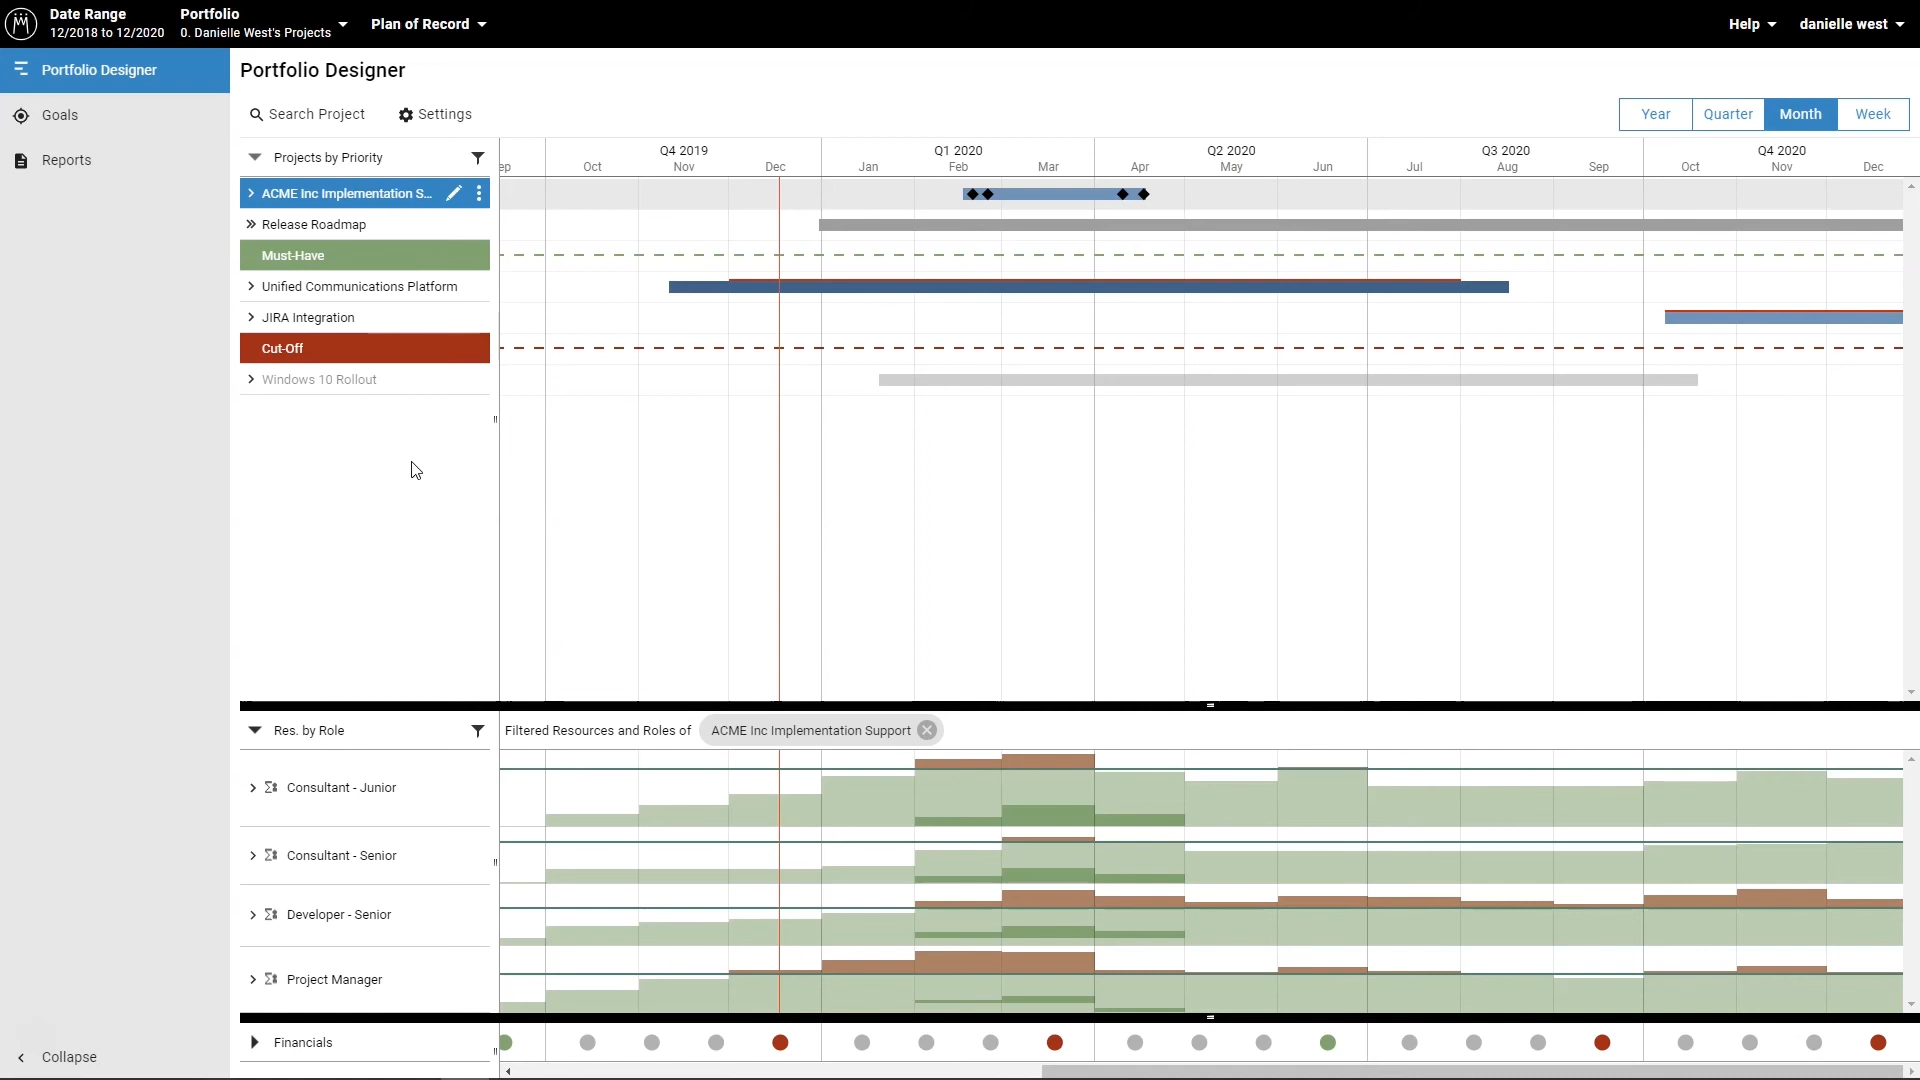 Date Range
12/2018 to 12/2020
Portfolio
0. Danielle West's Projects
Plan of Record
Help
danielle west
Portfolio Designer
Goals
Reports
Collapse
Portfolio Designer
Search Project
Settings
Year
Quarter
Month
Week
Projects by Priority
Q4 2019
Q1 2020
Q2 2020
Q3 2020
Q4 2020
ep Oct Nov Dec Jan Feb Mar Apr May Jun Jul Aug Sep Oct Nov Dec
ACME Inc Implementation S...
Release Roadmap
Must-Have
Unified Communications Platform
JIRA Integration
Cut-Off
Windows 10 Rollout
Res. by Role
Filtered Resources and Roles of ACME Inc Implementation Support
Consultant - Junior
Consultant - Senior
Developer - Senior
Project Manager
Financials